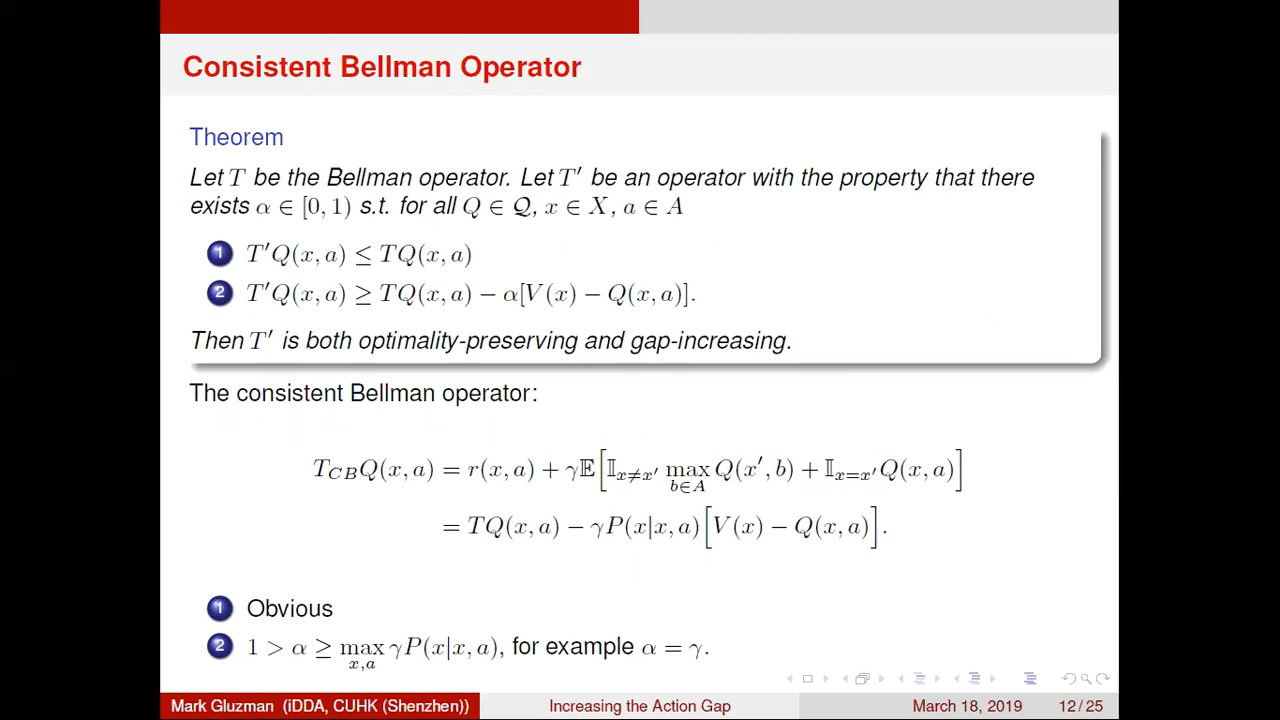 Consistent Bellman Operator
Theorem
Let T be the Bellman operator. Let T′ be an operator with the property that there
exists α ∈ [0, 1) s.t. for all Q ∈ 𝒬, x ∈ X, a ∈ A
1 T′Q(x, a) ≤ TQ(x, a)
2 T′Q(x, a) ≥ TQ(x, a) − α[V(x) − Q(x, a)].
Then T′ is both optimality-preserving and gap-increasing.
The consistent Bellman operator:
T_{CB}Q(x, a) = r(x, a) + γ𝔼[𝕀_{x≠x′} max_{b∈A} Q(x′, b) + 𝕀_{x=x′}Q(x, a)]
= TQ(x, a) − γP(x|x, a)[V(x) − Q(x, a)].
1 Obvious
2 1 > α ≥ max_{x,a} γP(x|x, a), for example α = γ.
Mark Gluzman (iDDA, CUHK (Shenzhen)) Increasing the Action Gap March 18, 2019 12 / 25